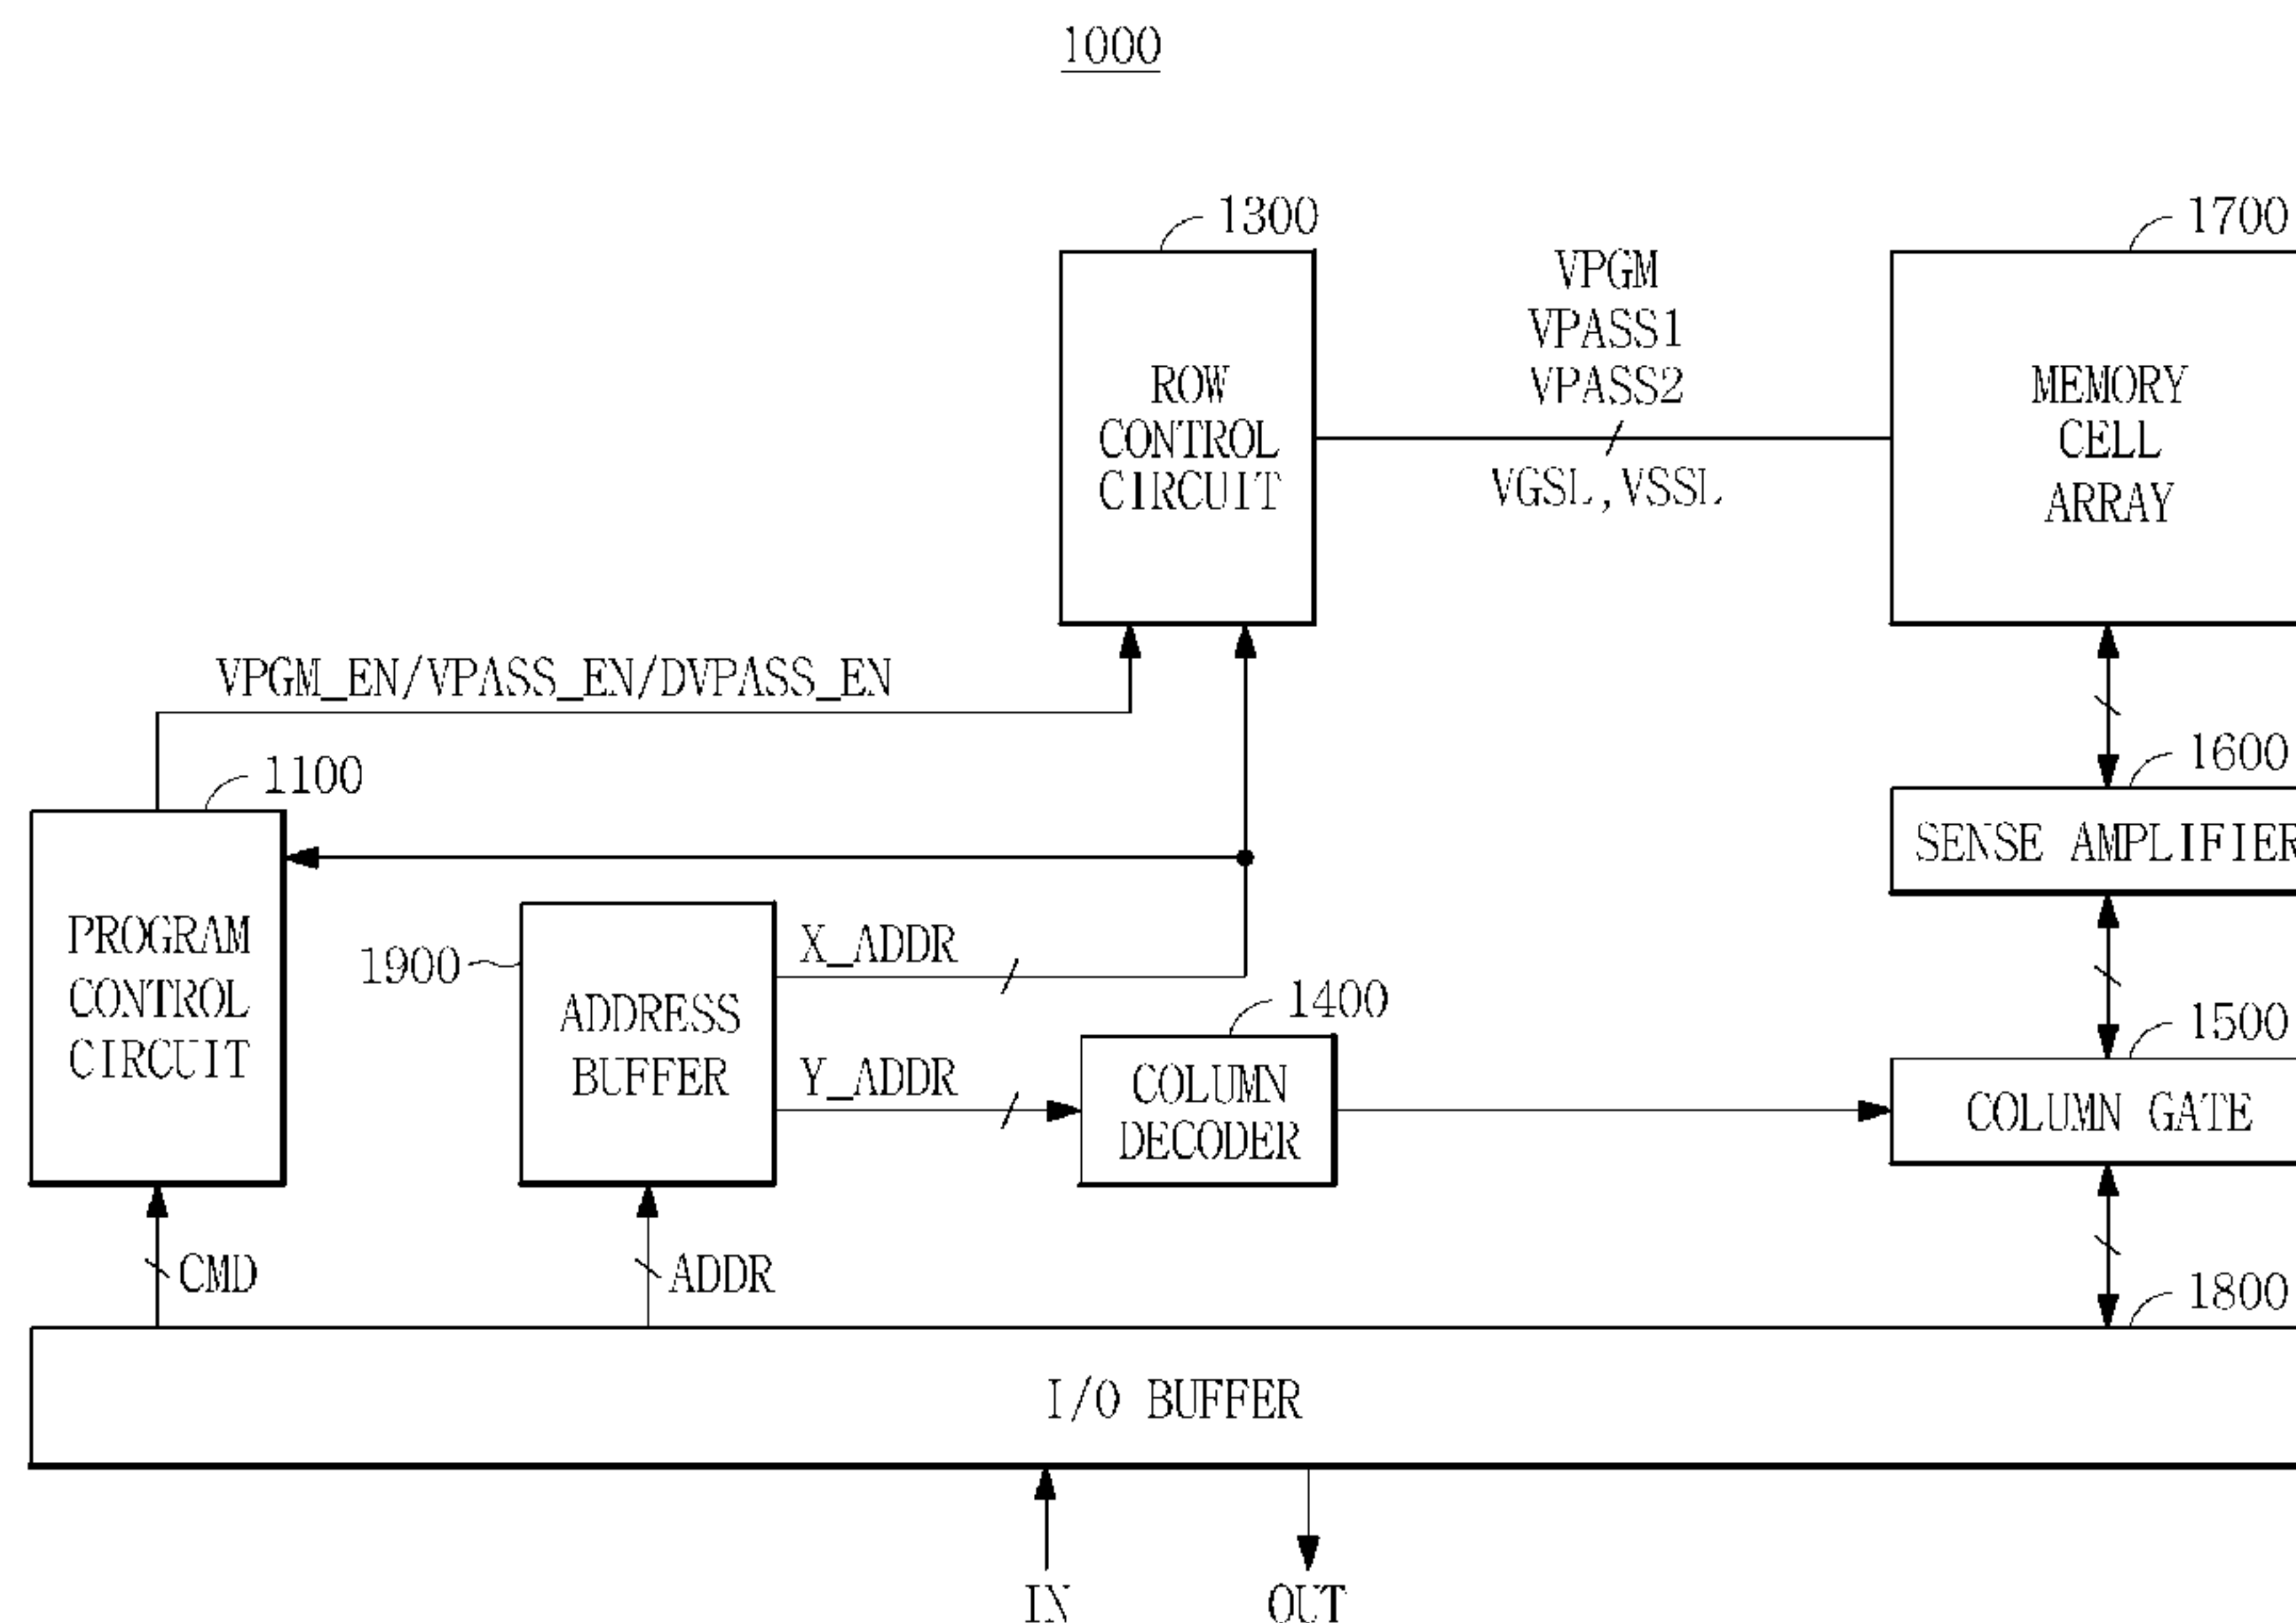 1000
1300
1700
VPGM
VPASS1
VPASS2
VGSL,VSSL
ROW
CONTROL
CIRCUIT
MEMORY
CELL
ARRAY
VPGM_EN/VPASS_EN/DVPASS_EN
1100
1600
SENSE AMPLIFIER
PROGRAM
CONTROL
CIRCUIT
1900
ADDRESS
BUFFER
X_ADDR
Y_ADDR
1400
COLUMN
DECODER
1500
COLUMN GATE
CMD
ADDR
1800
I/O BUFFER
IN
OUT